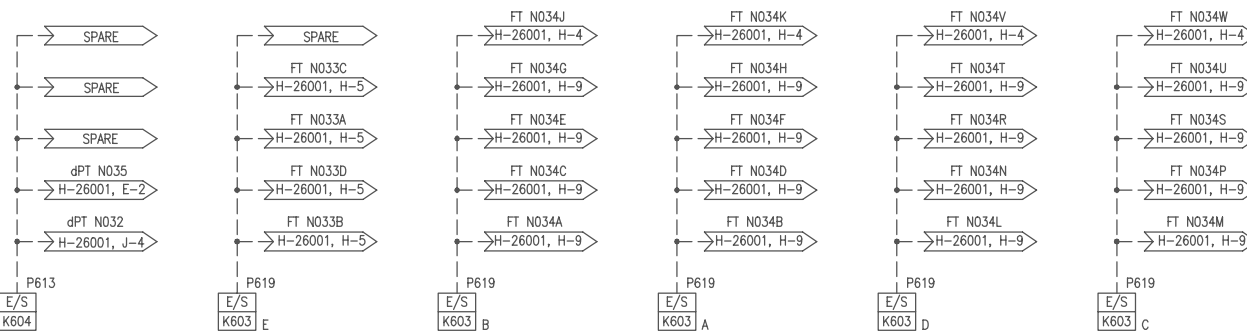 SPARE
SPARE
SPARE
dPT N035
H-26001, E-2
dPT N032
H-26001, J-4
P613
E/S
K604
SPARE
FT N033C
H-26001, H-5
FT N033A
H-26001, H-5
FT N033D
H-26001, H-5
FT N033B
H-26001, H-5
P619
E/S
K603 E
FT N034J
H-26001, H-4
FT N034G
H-26001, H-9
FT N034E
H-26001, H-9
FT N034C
H-26001, H-9
FT N034A
H-26001, H-9
P619
E/S
K603 B
FT N034K
H-26001, H-4
FT N034H
H-26001, H-9
FT N034F
H-26001, H-9
FT N034D
H-26001, H-9
FT N034B
H-26001, H-9
P619
E/S
K603 A
FT N034V
H-26001, H-4
FT N034T
H-26001, H-9
FT N034R
H-26001, H-9
FT N034N
H-26001, H-9
FT N034L
H-26001, H-9
P619
E/S
K603 D
FT N034W
H-26001, H-4
FT N034U
H-26001, H-9
FT N034S
H-26001, H-9
FT N034P
H-26001, H-9
FT N034M
H-26001, H-9
P619
E/S
K603 C